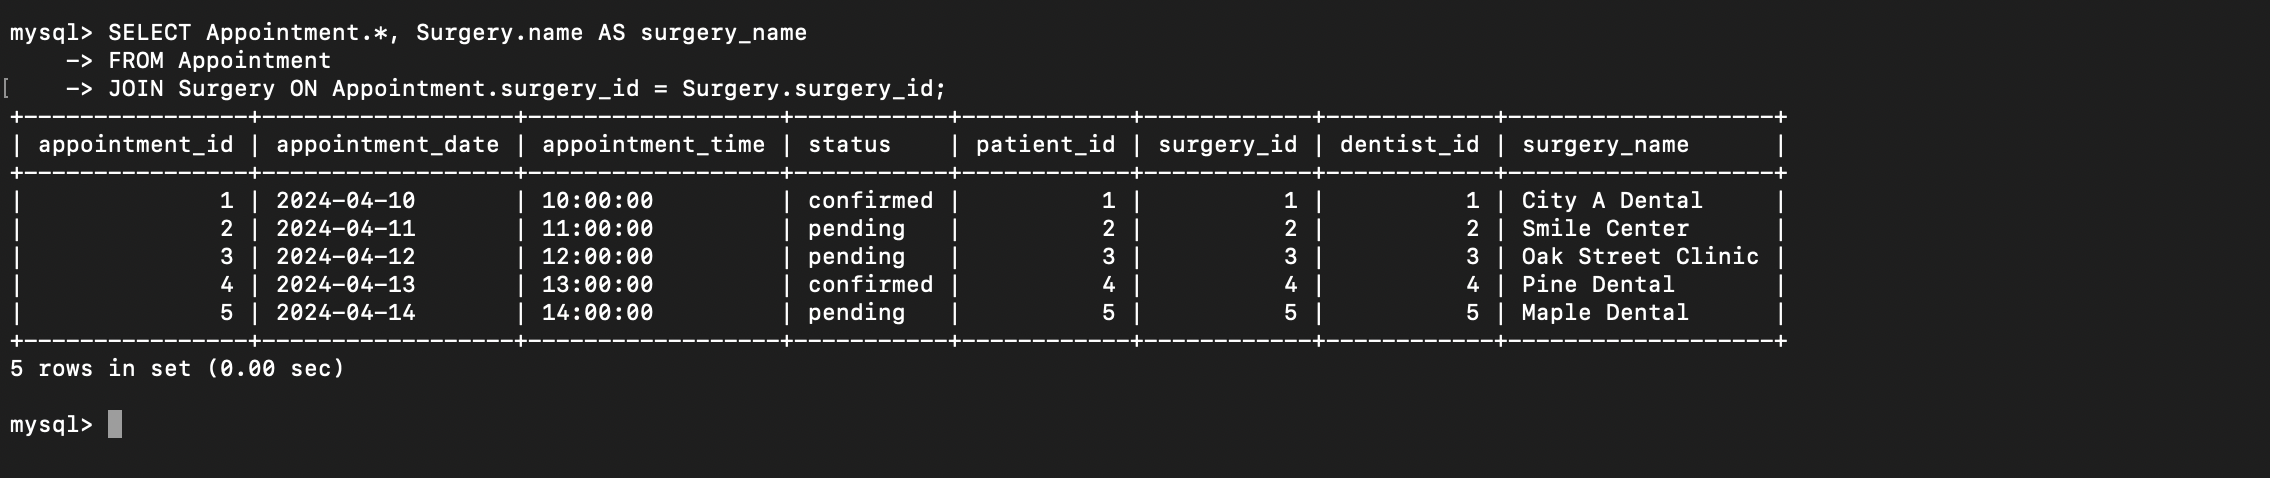 mysql> SELECT Appointment.*, Surgery.name AS surgery_name
    -> FROM Appointment
[    -> JOIN Surgery ON Appointment.surgery_id = Surgery.surgery_id;
+----------------+------------------+------------------+-----------+------------+------------+------------+-------------------+
| appointment_id | appointment_date | appointment_time | status    | patient_id | surgery_id | dentist_id | surgery_name      |
+----------------+------------------+------------------+-----------+------------+------------+------------+-------------------+
|              1 | 2024-04-10       | 10:00:00         | confirmed |          1 |          1 |          1 | City A Dental     |
|              2 | 2024-04-11       | 11:00:00         | pending   |          2 |          2 |          2 | Smile Center      |
|              3 | 2024-04-12       | 12:00:00         | pending   |          3 |          3 |          3 | Oak Street Clinic |
|              4 | 2024-04-13       | 13:00:00         | confirmed |          4 |          4 |          4 | Pine Dental       |
|              5 | 2024-04-14       | 14:00:00         | pending   |          5 |          5 |          5 | Maple Dental      |
+----------------+------------------+------------------+-----------+------------+------------+------------+-------------------+
5 rows in set (0.00 sec)
mysql>